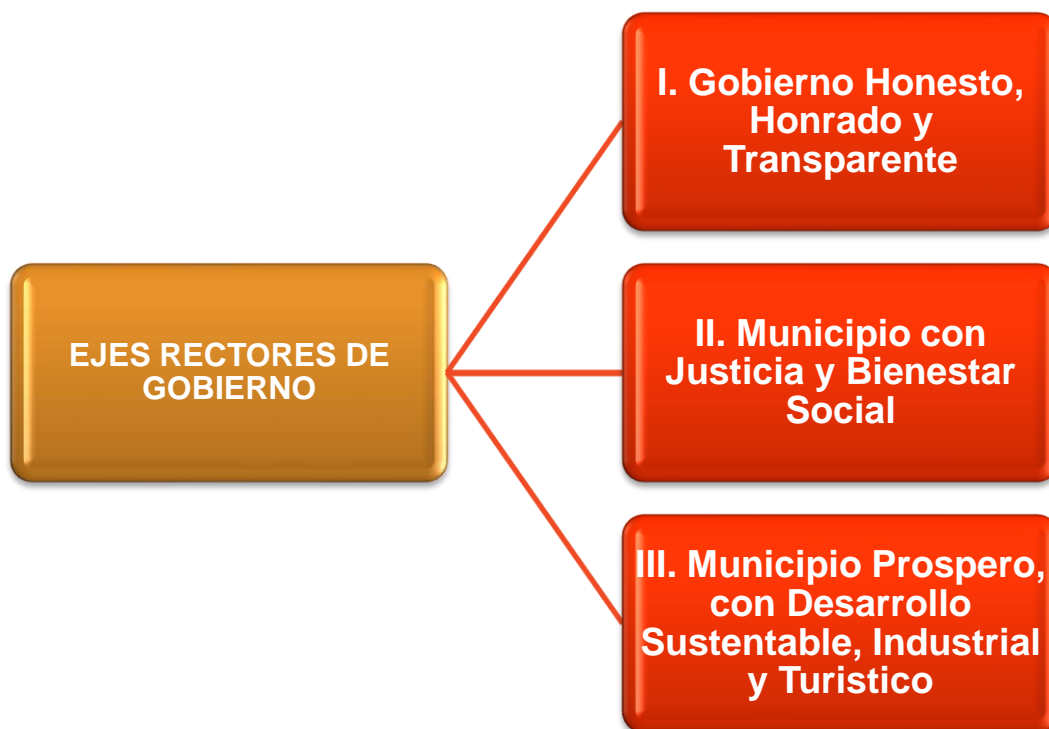 I. Gobierno Honesto,
Honrado y
Transparente
EJES RECTORES DE
GOBIERNO
II. Municipio con
Justicia y Bienestar
Social
III. Municipio Prospero,
con Desarrollo
Sustentable, Industrial
y Turistico